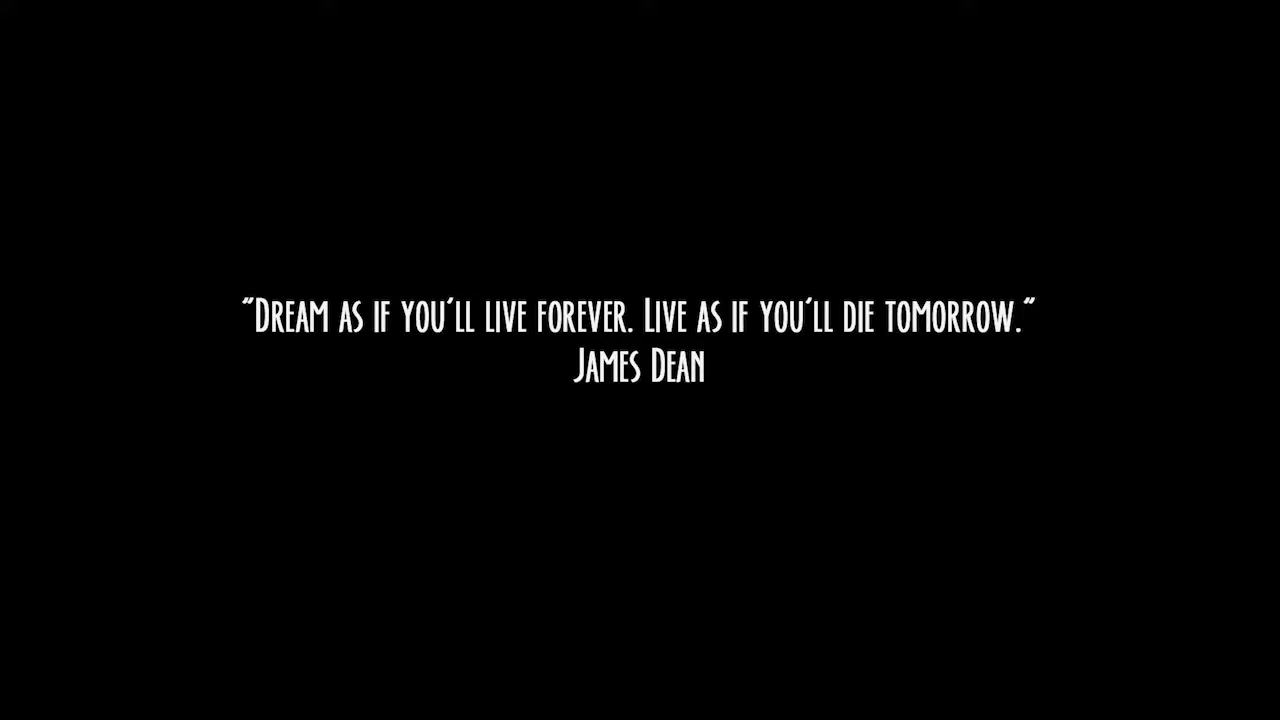 "Dream as if you'll live forever. Live as if you'll die tomorrow."
James Dean